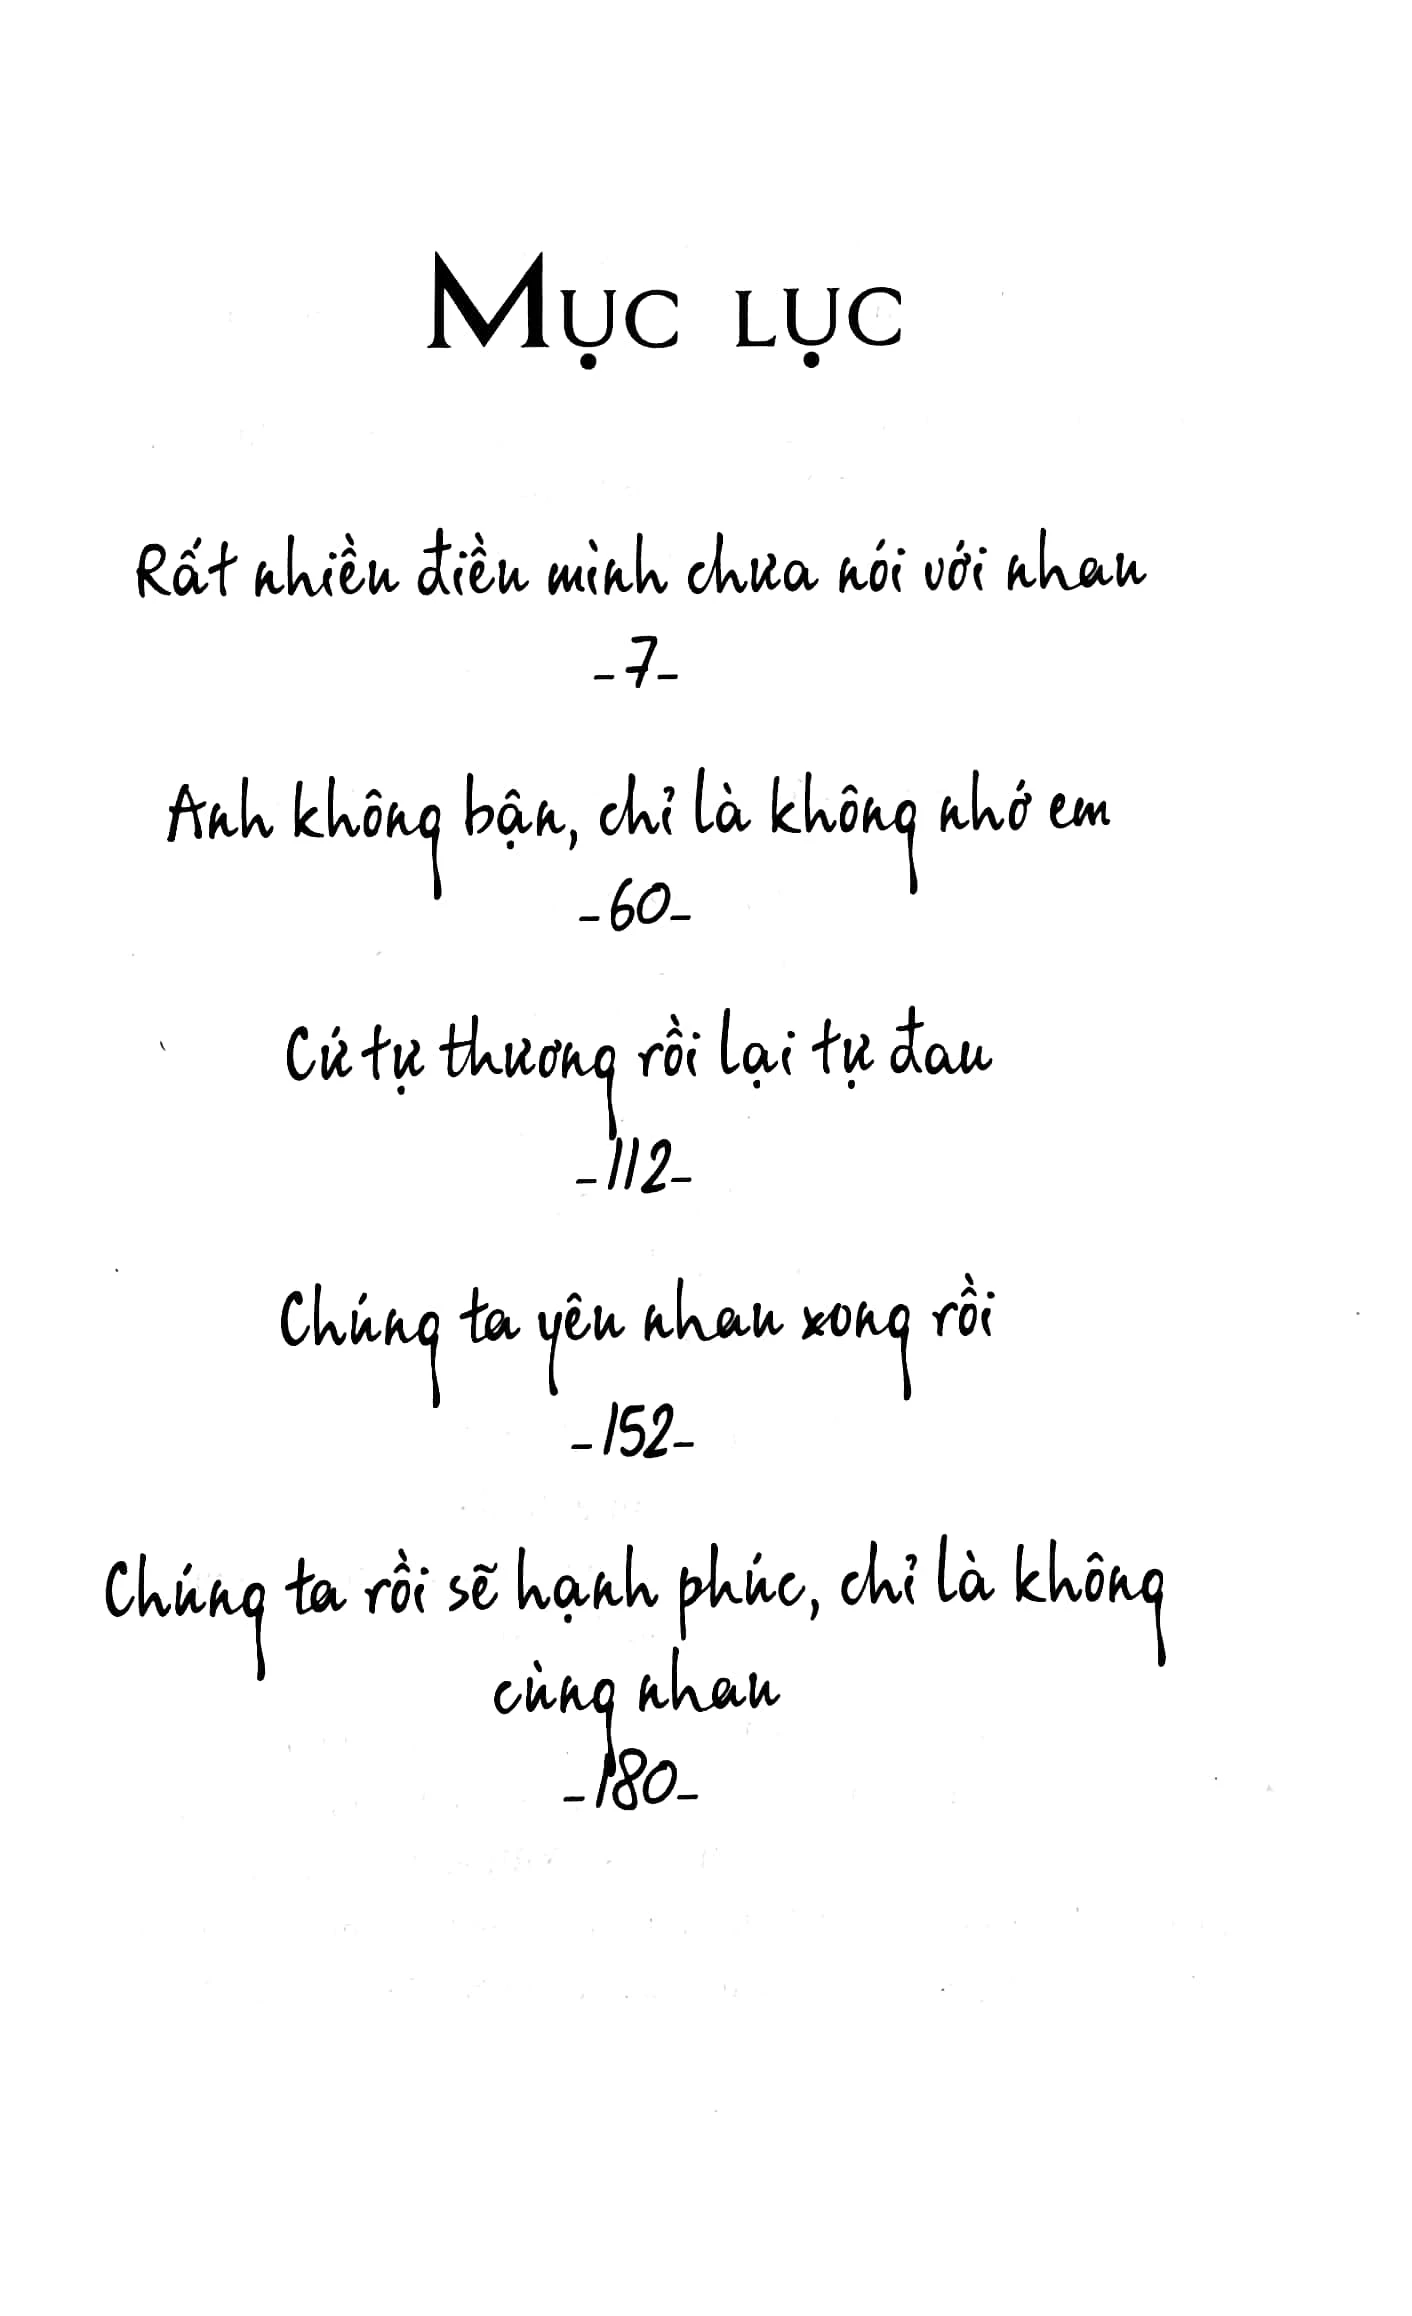 MỤC LỤC
Rất nhiều điều mình chưa nói với nhau
-7-
Anh không bận, chỉ là không nhớ em
-60-
Cứ tự thương rồi lại tự đau
-112-
Chúng ta yêu nhau xong rồi
-152-
Chúng ta rồi sẽ hạnh phúc, chỉ là không
cùng nhau
-180-